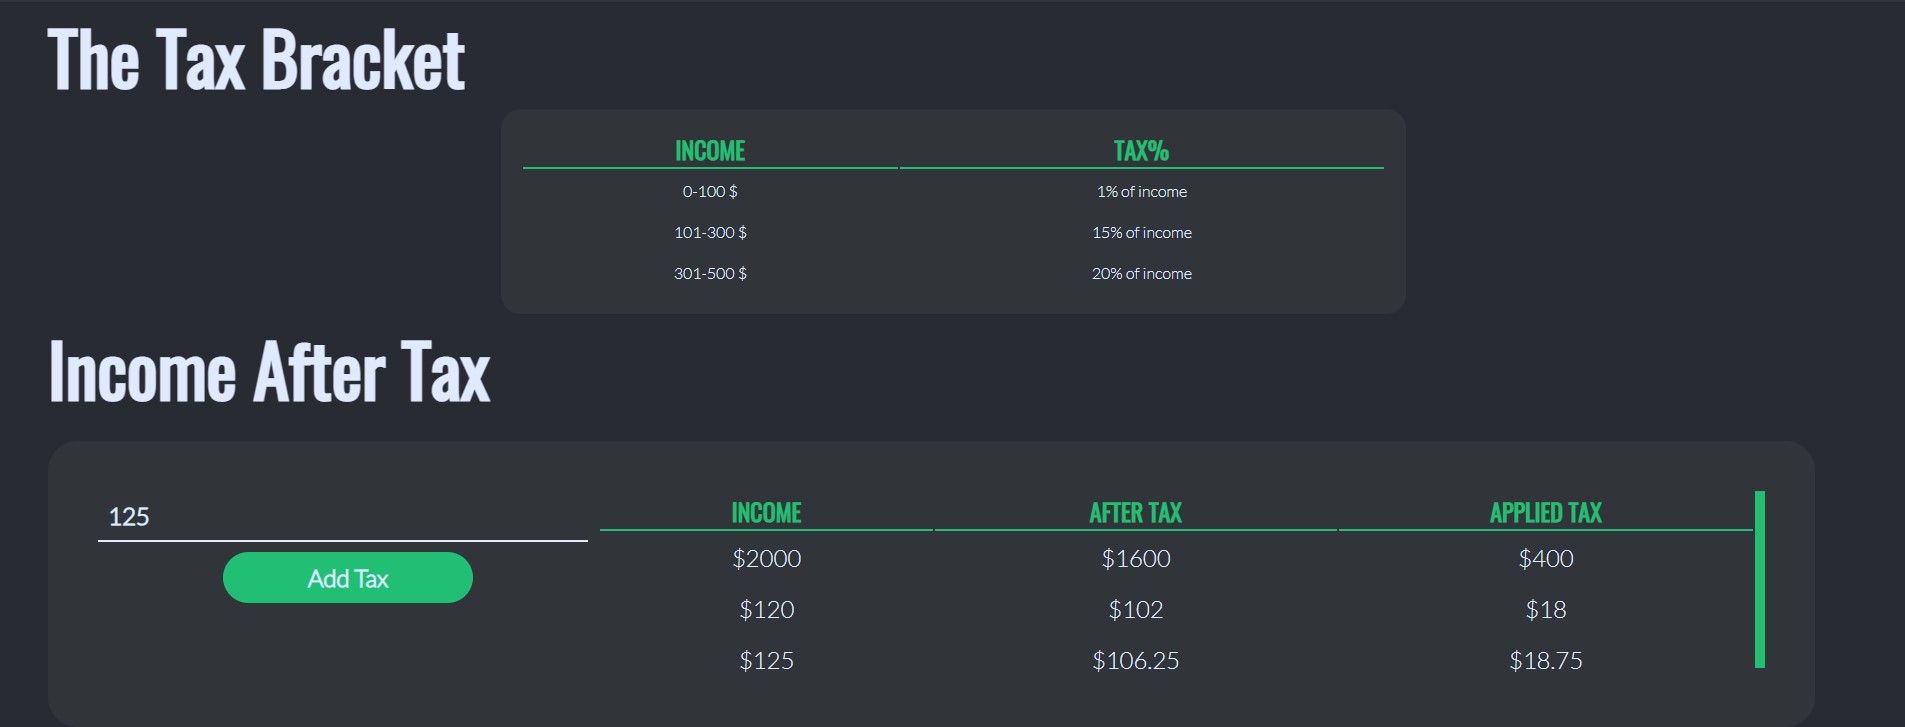 The Tax Bracket
INCOME TAX%
0-100 $ 1% of income
101-300 $ 15% of income
301-500 $ 20% of income
Income After Tax
125
Add Tax
INCOME AFTER TAX APPLIED TAX
$2000 $1600 $400
$120 $102 $18
$125 $106.25 $18.75